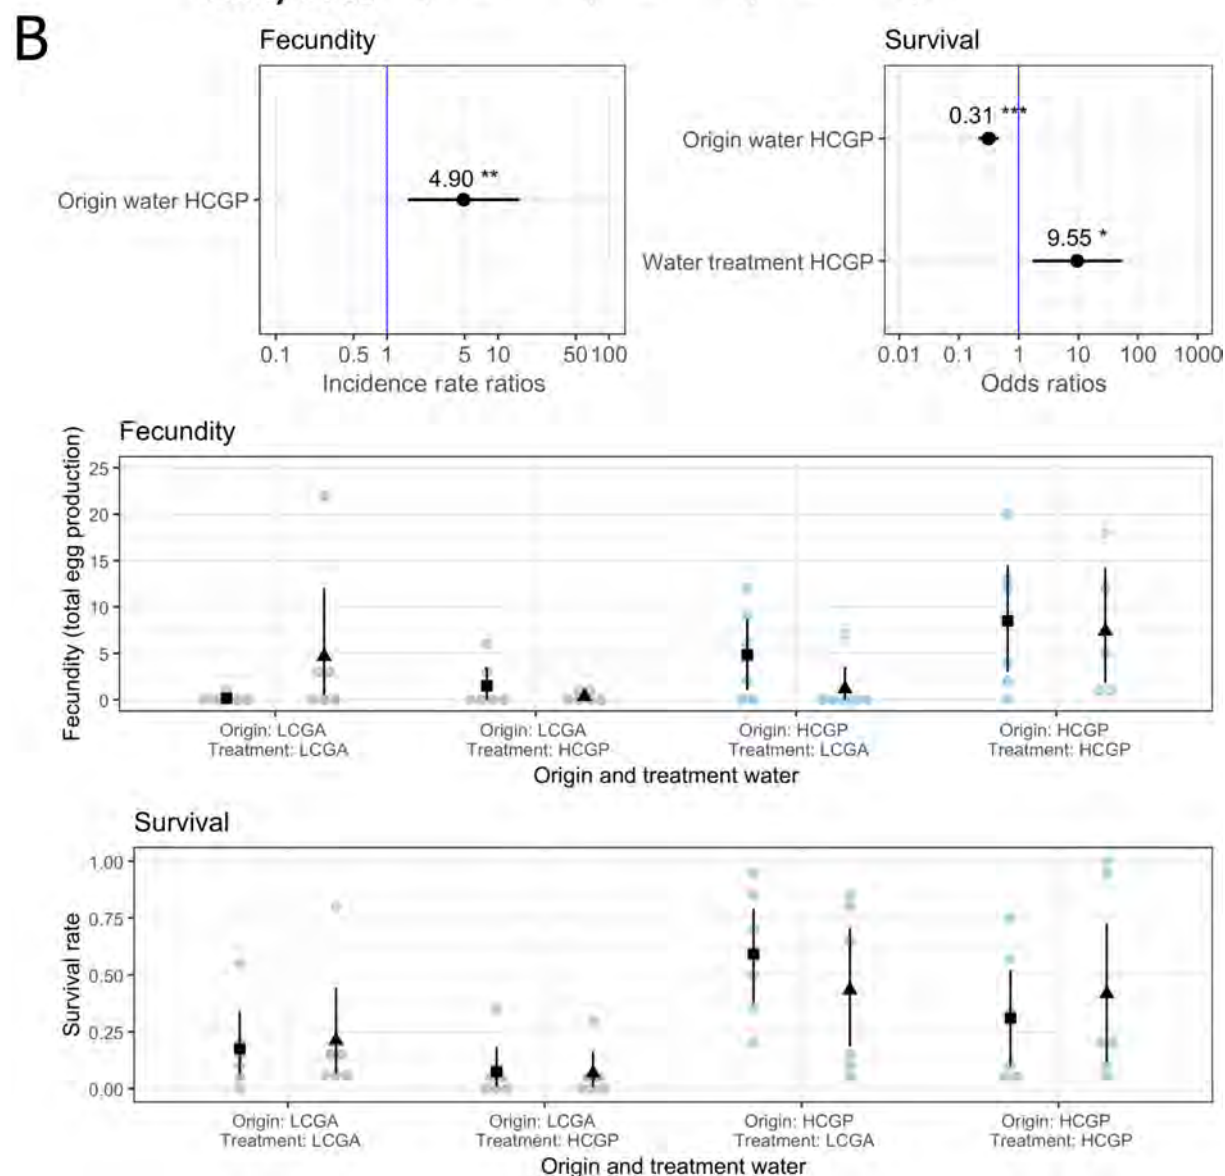 B
Fecundity
4.90 **
Origin water HCGP
0.1 0.5 1 5 10 50 100
Incidence rate ratios
Survival
0.31 ***
Origin water HCGP
9.55 *
Water treatment HCGP
0.01 0.1 1 10 100 1000
Odds ratios
Fecundity
Fecundity (total egg production)
25
20
15
10
5
0
Origin: LCGA Origin: LCGA Origin: HCGP Origin: HCGP
Treatment: LCGA Treatment: HCGP Treatment: LCGA Treatment: HCGP
Origin and treatment water
Survival
Survival rate
1.00
0.75
0.50
0.25
0.00
Origin: LCGA Origin: LCGA Origin: HCGP Origin: HCGP
Treatment: LCGA Treatment: HCGP Treatment: LCGA Treatment: HCGP
Origin and treatment water